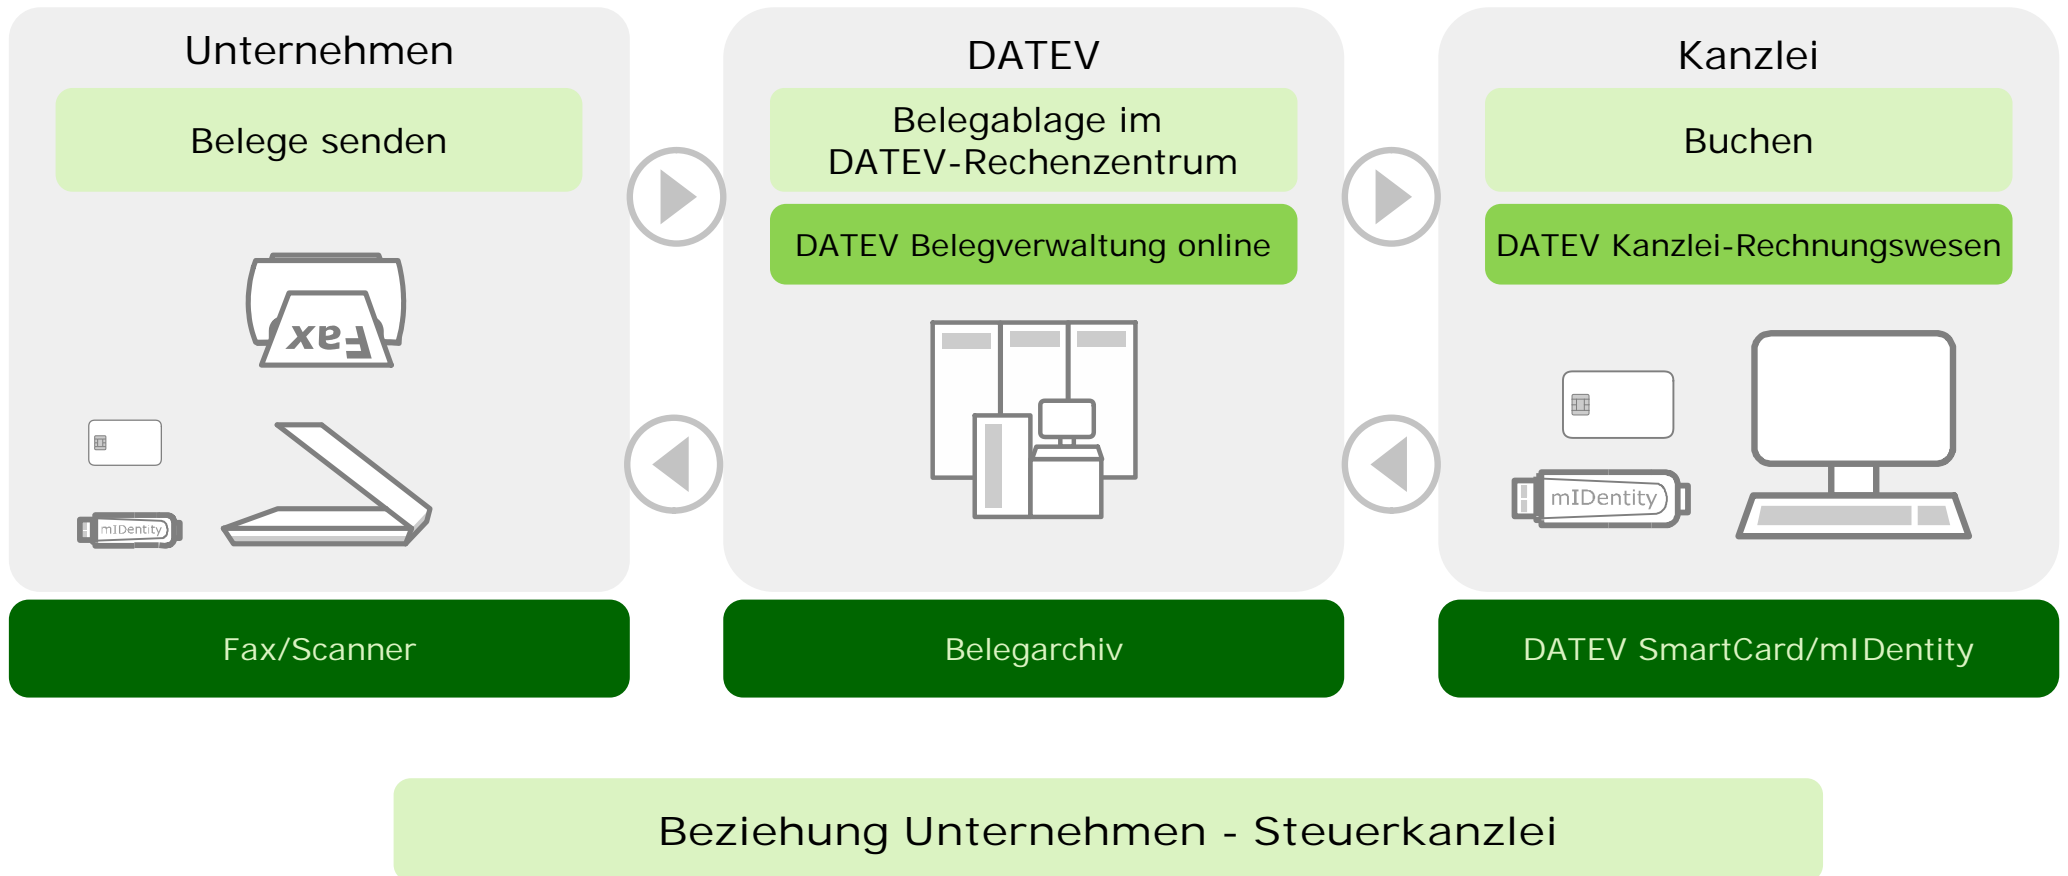 Unternehmen
Belege senden
Fax
mIDentity
Fax/Scanner
DATEV
Belegablage im
DATEV-Rechenzentrum
DATEV Belegverwaltung online
Belegarchiv
Kanzlei
Buchen
DATEV Kanzlei-Rechnungswesen
mIDentity
DATEV SmartCard/mIDentity
Beziehung Unternehmen - Steuerkanzlei